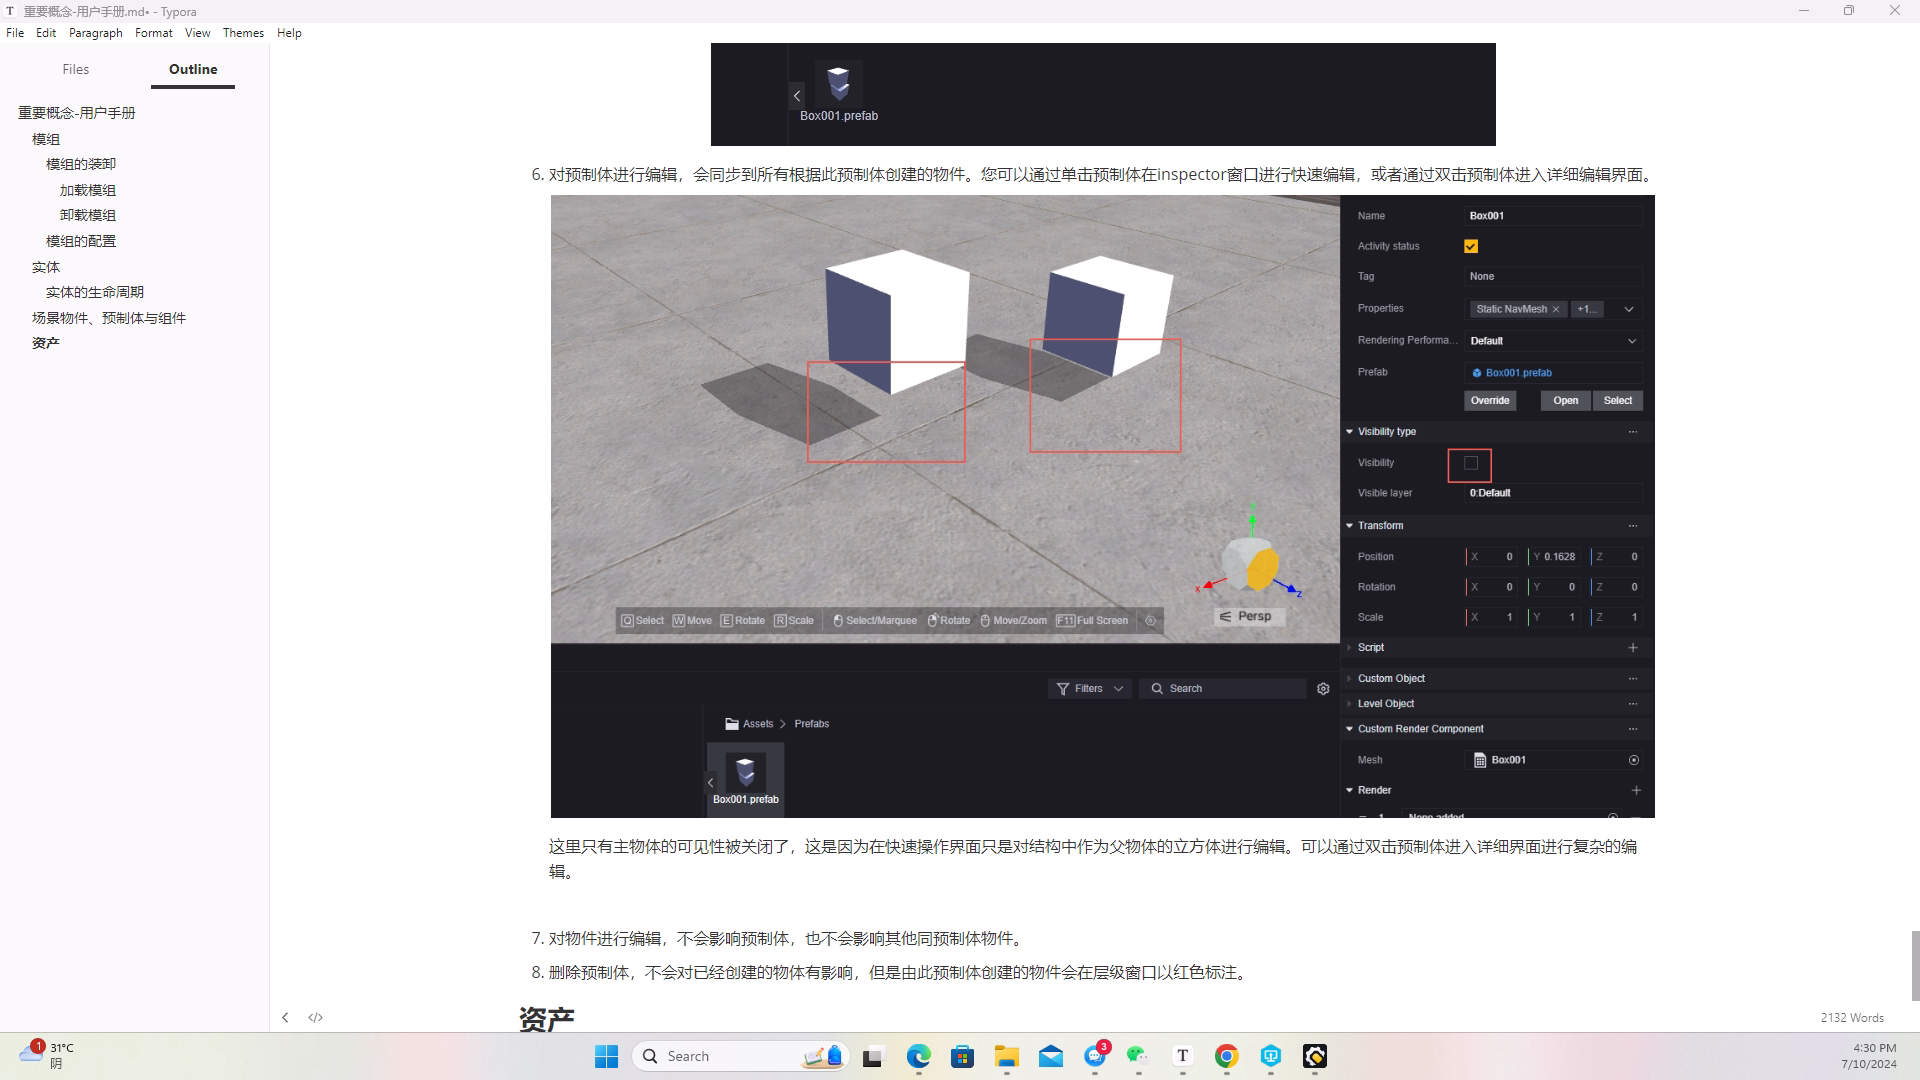 重要概念-用户手册.md• - Typora
File Edit Paragraph Format View Themes Help
Files Outline
重要概念-用户手册
模组
模组的装卸
加载模组
卸载模组
模组的配置
实体
实体的生命周期
场景物件、预制体与组件
资产
Box001.prefab
6. 对预制体进行编辑，会同步到所有根据此预制体创建的物件。您可以通过单击预制体在inspector窗口进行快速编辑，或者通过双击预制体进入详细编辑界面。
Name Box001
Activity status
Tag None
Properties Static NavMesh × +1...
Rendering Performa... Default
Prefab Box001.prefab
Override Open Select
Visibility type ...
Visibility
Visible layer 0:Default
Transform ...
Position X 0 Y 0.1628 Z 0
Rotation X 0 Y 0 Z 0
Scale X 1 Y 1 Z 1
Script +
Custom Object ...
Level Object ...
Custom Render Component ...
Mesh Box001
Render +
1 None added
Y
X Z
Persp
Q Select W Move E Rotate R Scale Select/Marquee Rotate Move/Zoom F11 Full Screen
Filters Search
Assets > Prefabs
Box001.prefab
这里只有主物体的可见性被关闭了，这是因为在快速操作界面只是对结构中作为父物体的立方体进行编辑。可以通过双击预制体进入详细界面进行复杂的编
辑。
7. 对物件进行编辑，不会影响预制体，也不会影响其他同预制体物件。
8. 删除预制体，不会对已经创建的物体有影响，但是由此预制体创建的物件会在层级窗口以红色标注。
资产
< </> 2132 Words
1 31°C
阴
Search
3
T
4:30 PM
7/10/2024